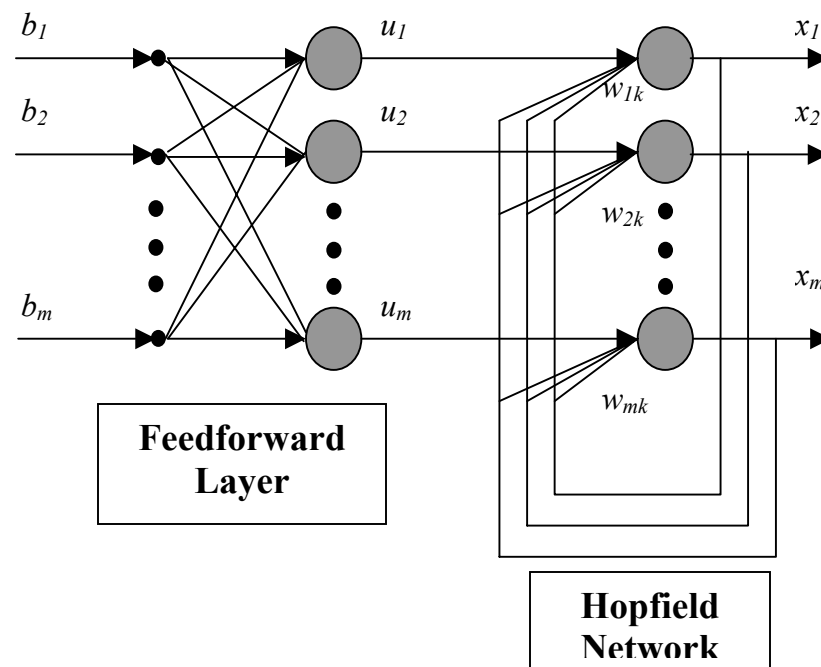 b1 u1 x1
w1k
b2 u2 x2
w2k
bm um xm
wmk
Feedforward
Layer
Hopfield
Network